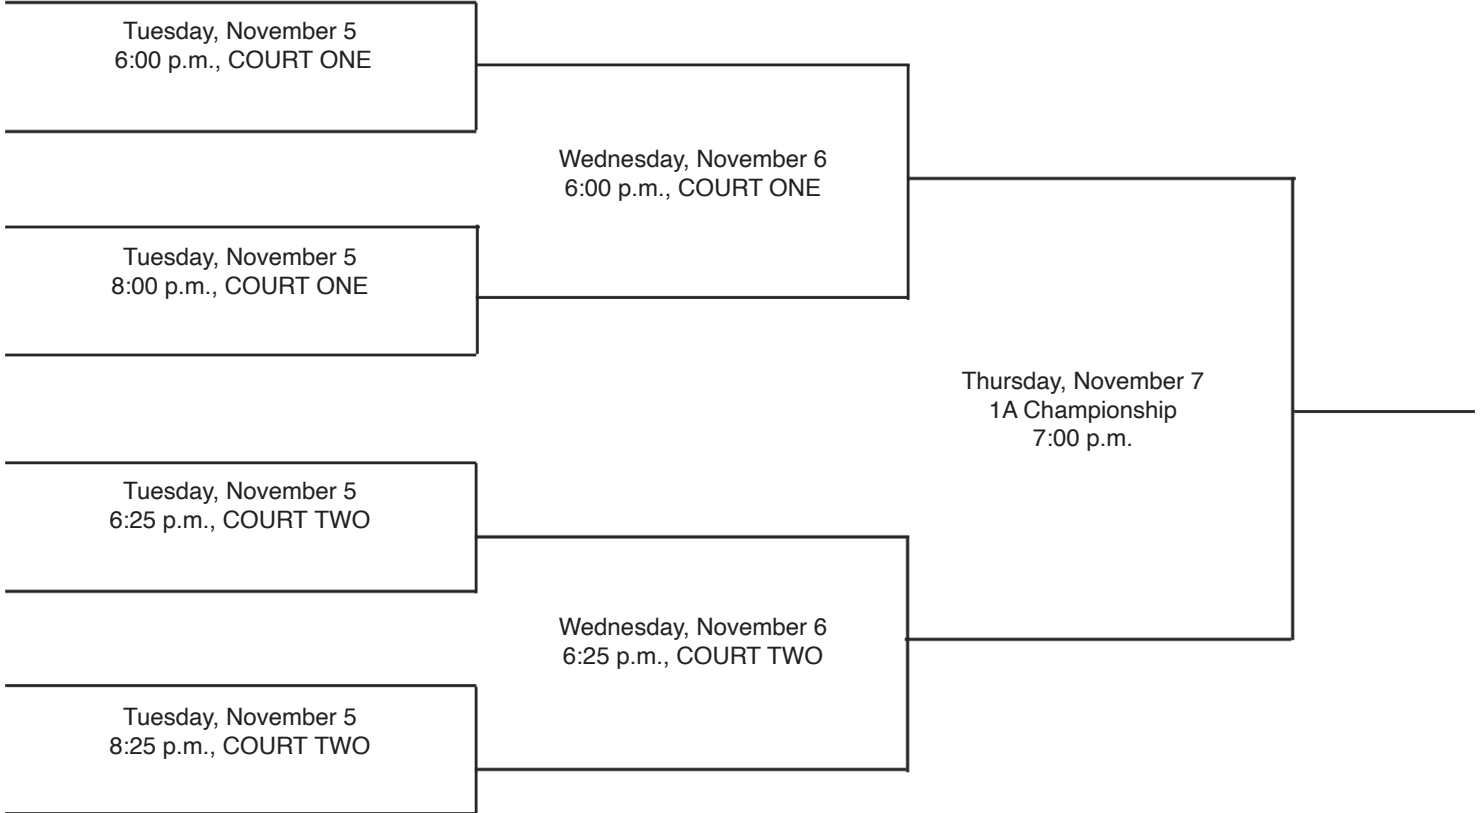 Tuesday, November 5
6:00 p.m., COURT ONE
Wednesday, November 6
6:00 p.m., COURT ONE
Tuesday, November 5
8:00 p.m., COURT ONE
Thursday, November 7
1A Championship
7:00 p.m.
Tuesday, November 5
6:25 p.m., COURT TWO
Wednesday, November 6
6:25 p.m., COURT TWO
Tuesday, November 5
8:25 p.m., COURT TWO